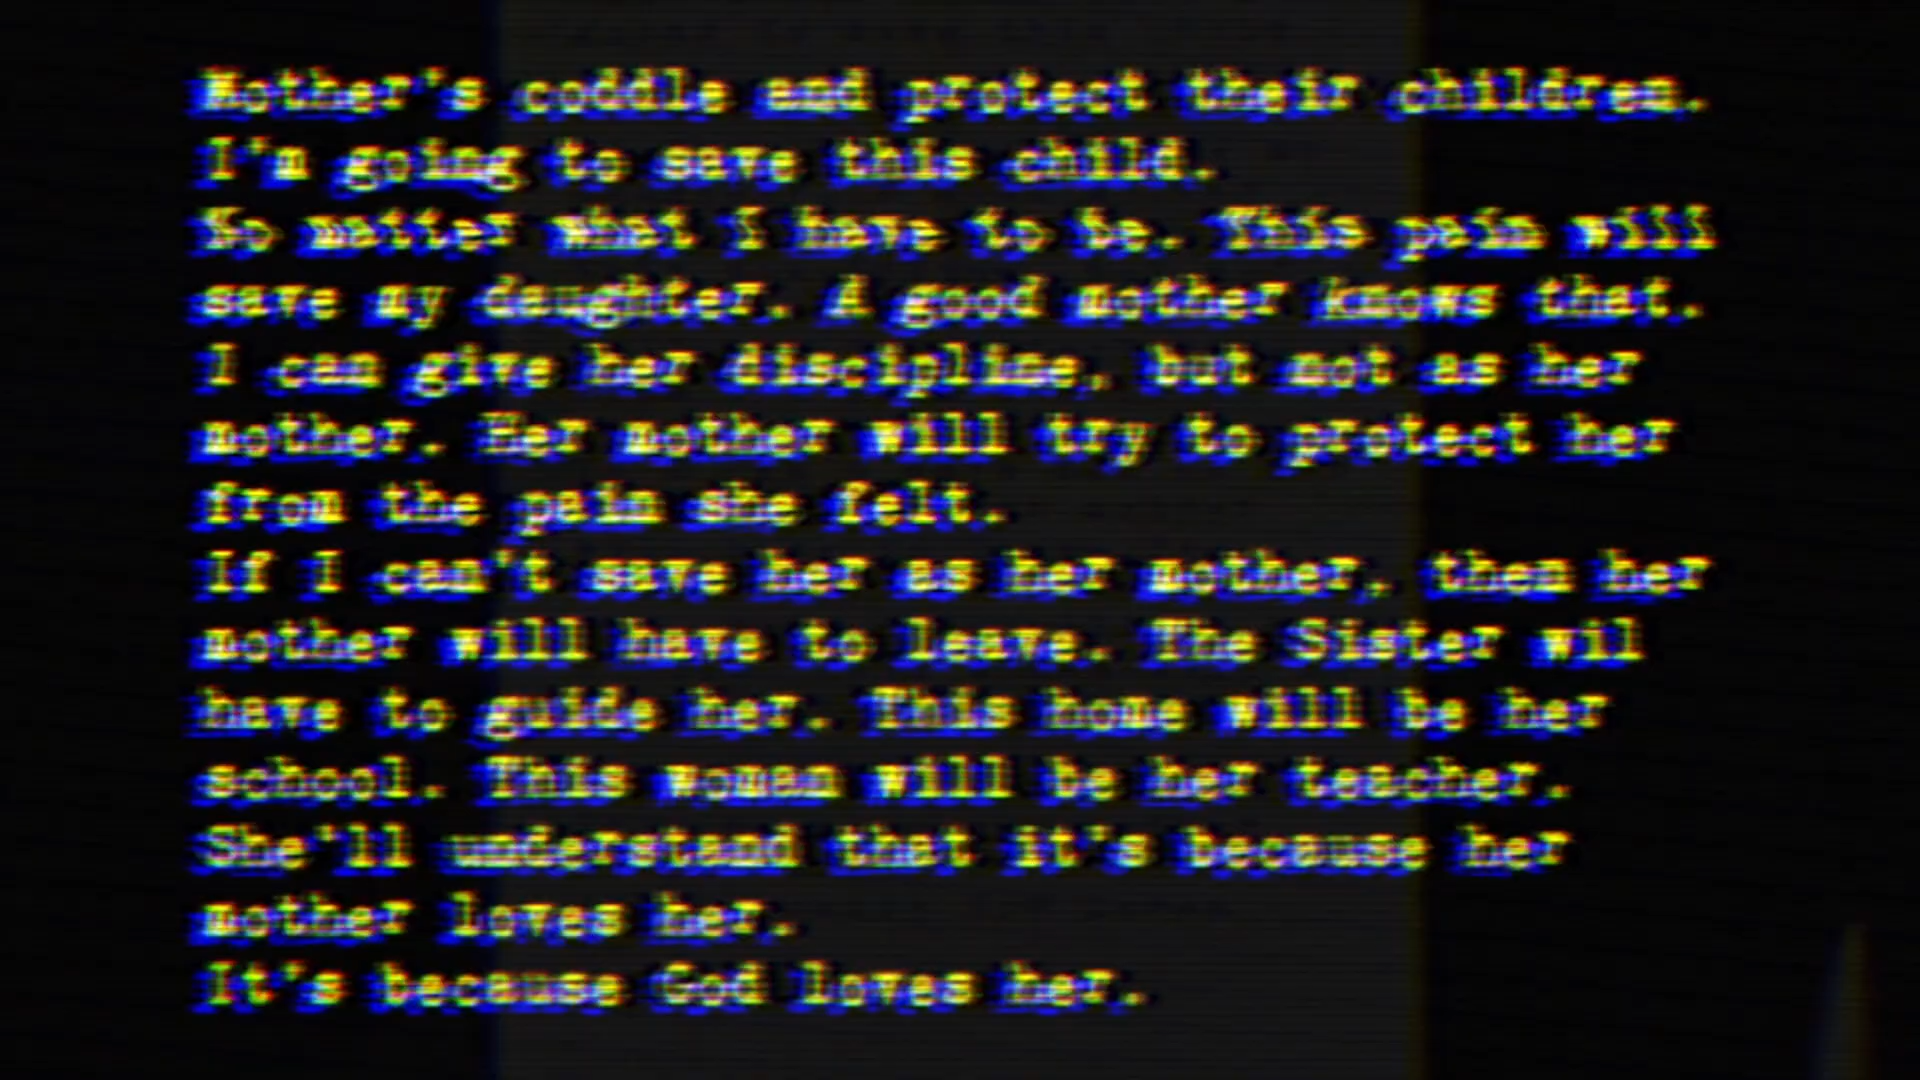 Mother's coddle and protect their children.
I'm going to save this child.
No matter what I have to be. This pain will
save my daughter. A good mother knows that.
I can give her discipline, but not as her
mother. Her mother will try to protect her
from the pain she felt.
If I can't save her as her mother, then her
mother will have to leave. The Sister wil
have to guide her. This home will be her
school. This woman will be her teacher.
She'll understand that it's because her
mother loves her.
It's because God loves her.